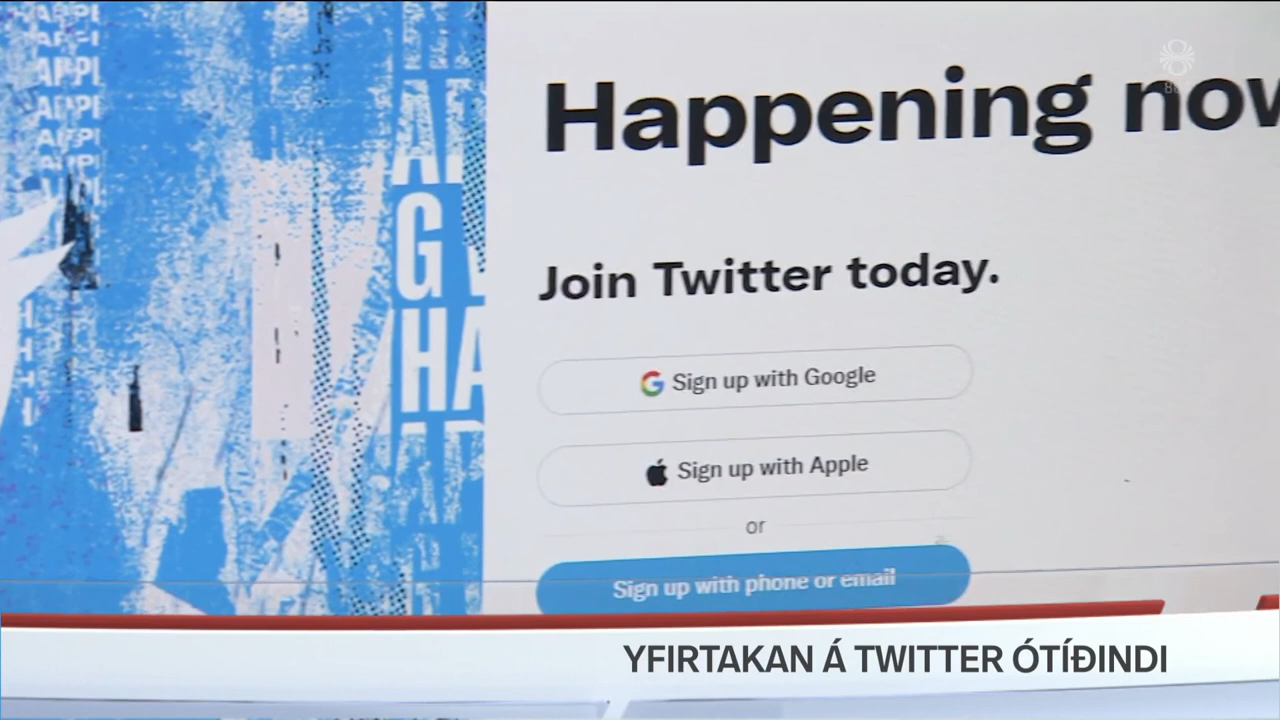 Happening now
Join Twitter today.
Sign up with Google
Sign up with Apple
or
Sign up with phone or email
G
HA
YFIRTAKAN Á TWITTER ÓTÍÐINDI